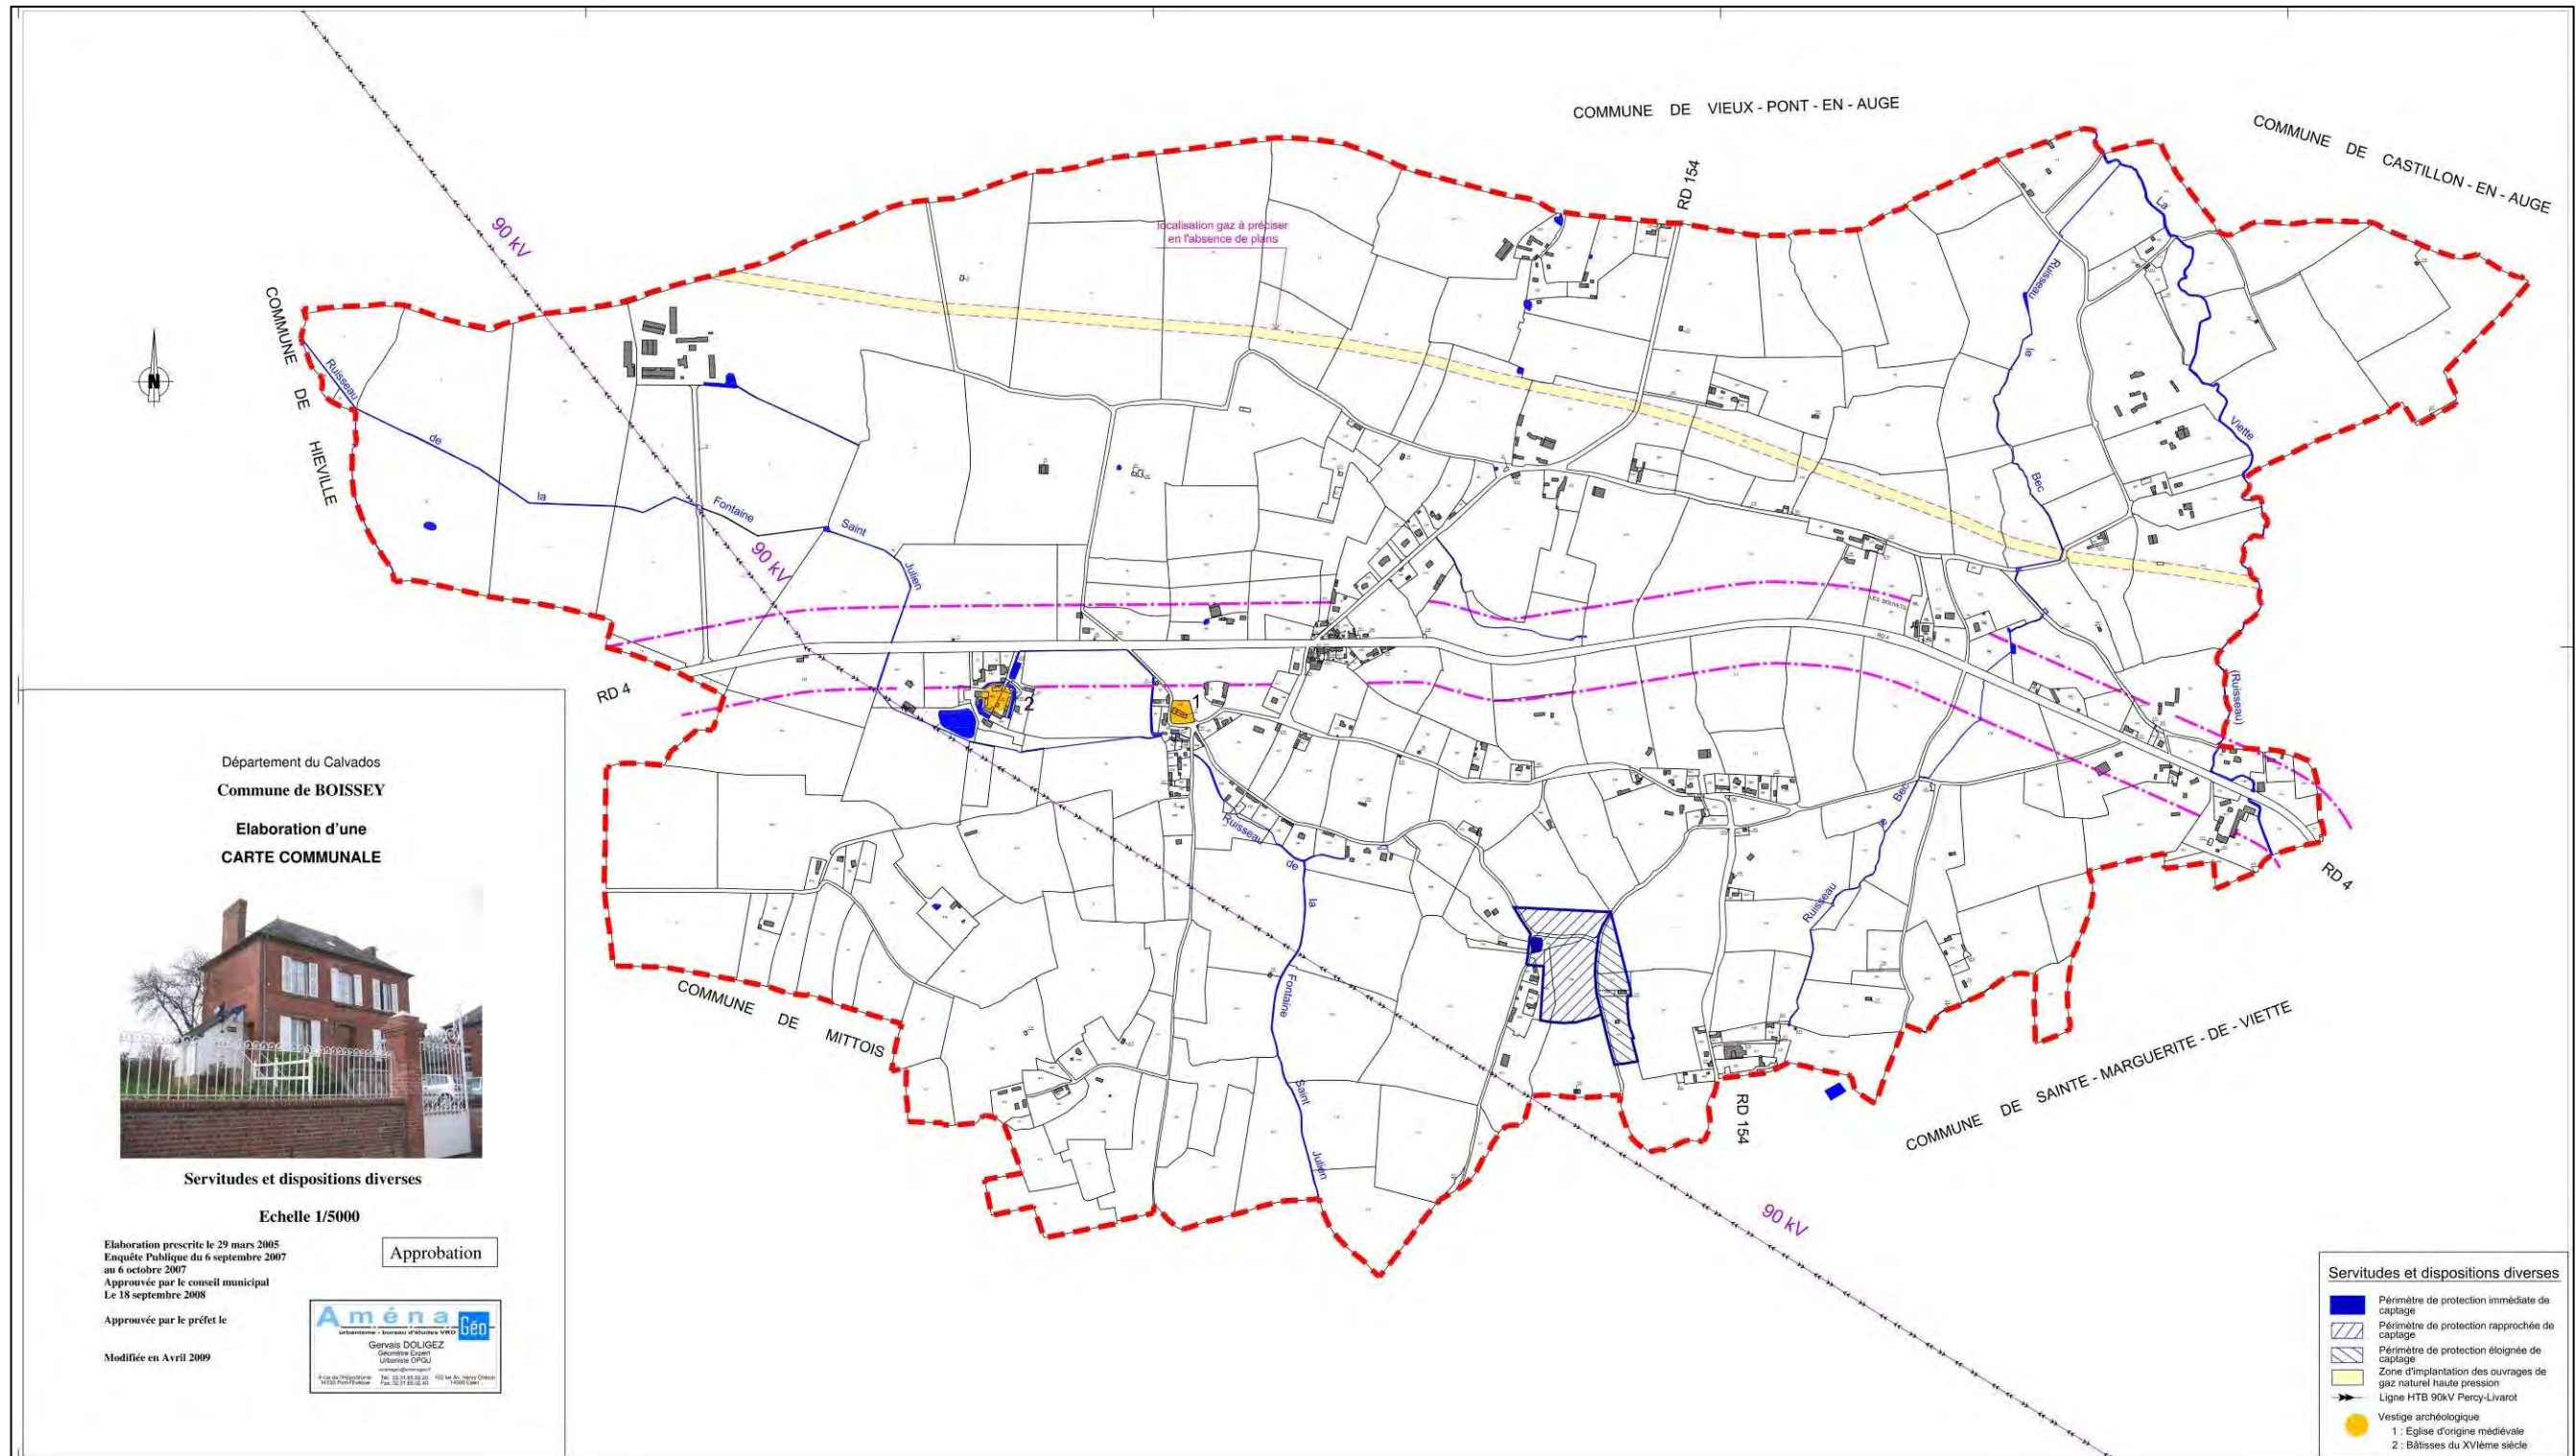 COMMUNE DE VIEUX - PONT - EN - AUGE
COMMUNE DE CASTILLON - EN - AUGE
RD 154
90 kV
localisation gaz à préciser
en l'absence de plans
La
Ruisseau
le
Bec
Viette
(Ruisseau)
COMMUNE DE HIEVILLE
Ruisseau
de
la
Fontaine
Saint
-
Julien
90 kV
LES BOUVETS
RD 4
RD 4
2
1
N
Ruisseau
de
la
Fontaine
Saint
Julien
Bec
le
Ruisseau
RD 4
COMMUNE DE MITTOIS
COMMUNE DE SAINTE - MARGUERITE - DE - VIETTE
RD 154
90 kV
Département du Calvados
Commune de BOISSEY
Elaboration d'une
CARTE COMMUNALE
Servitudes et dispositions diverses
Echelle 1/5000
Elaboration prescrite le 29 mars 2005
Enquête Publique du 6 septembre 2007
au 6 octobre 2007
Approuvée par le conseil municipal
Le 18 septembre 2008
Approbation
Approuvée par le préfet le
Modifiée en Avril 2009
Aména Géo
urbanisme - bureau d'études VRD
Gervais DOLIGEZ
Géomètre Expert
Urbaniste OPQU
Servitudes et dispositions diverses
Périmètre de protection immédiate de
captage
Périmètre de protection rapprochée de
captage
Périmètre de protection éloignée de
captage
Zone d'implantation des ouvrages de
gaz naturel haute pression
Ligne HTB 90kV Percy-Livarot
Vestige archéologique
1 : Eglise d'origine médiévale
2 : Bâtisses du XVIème siècle